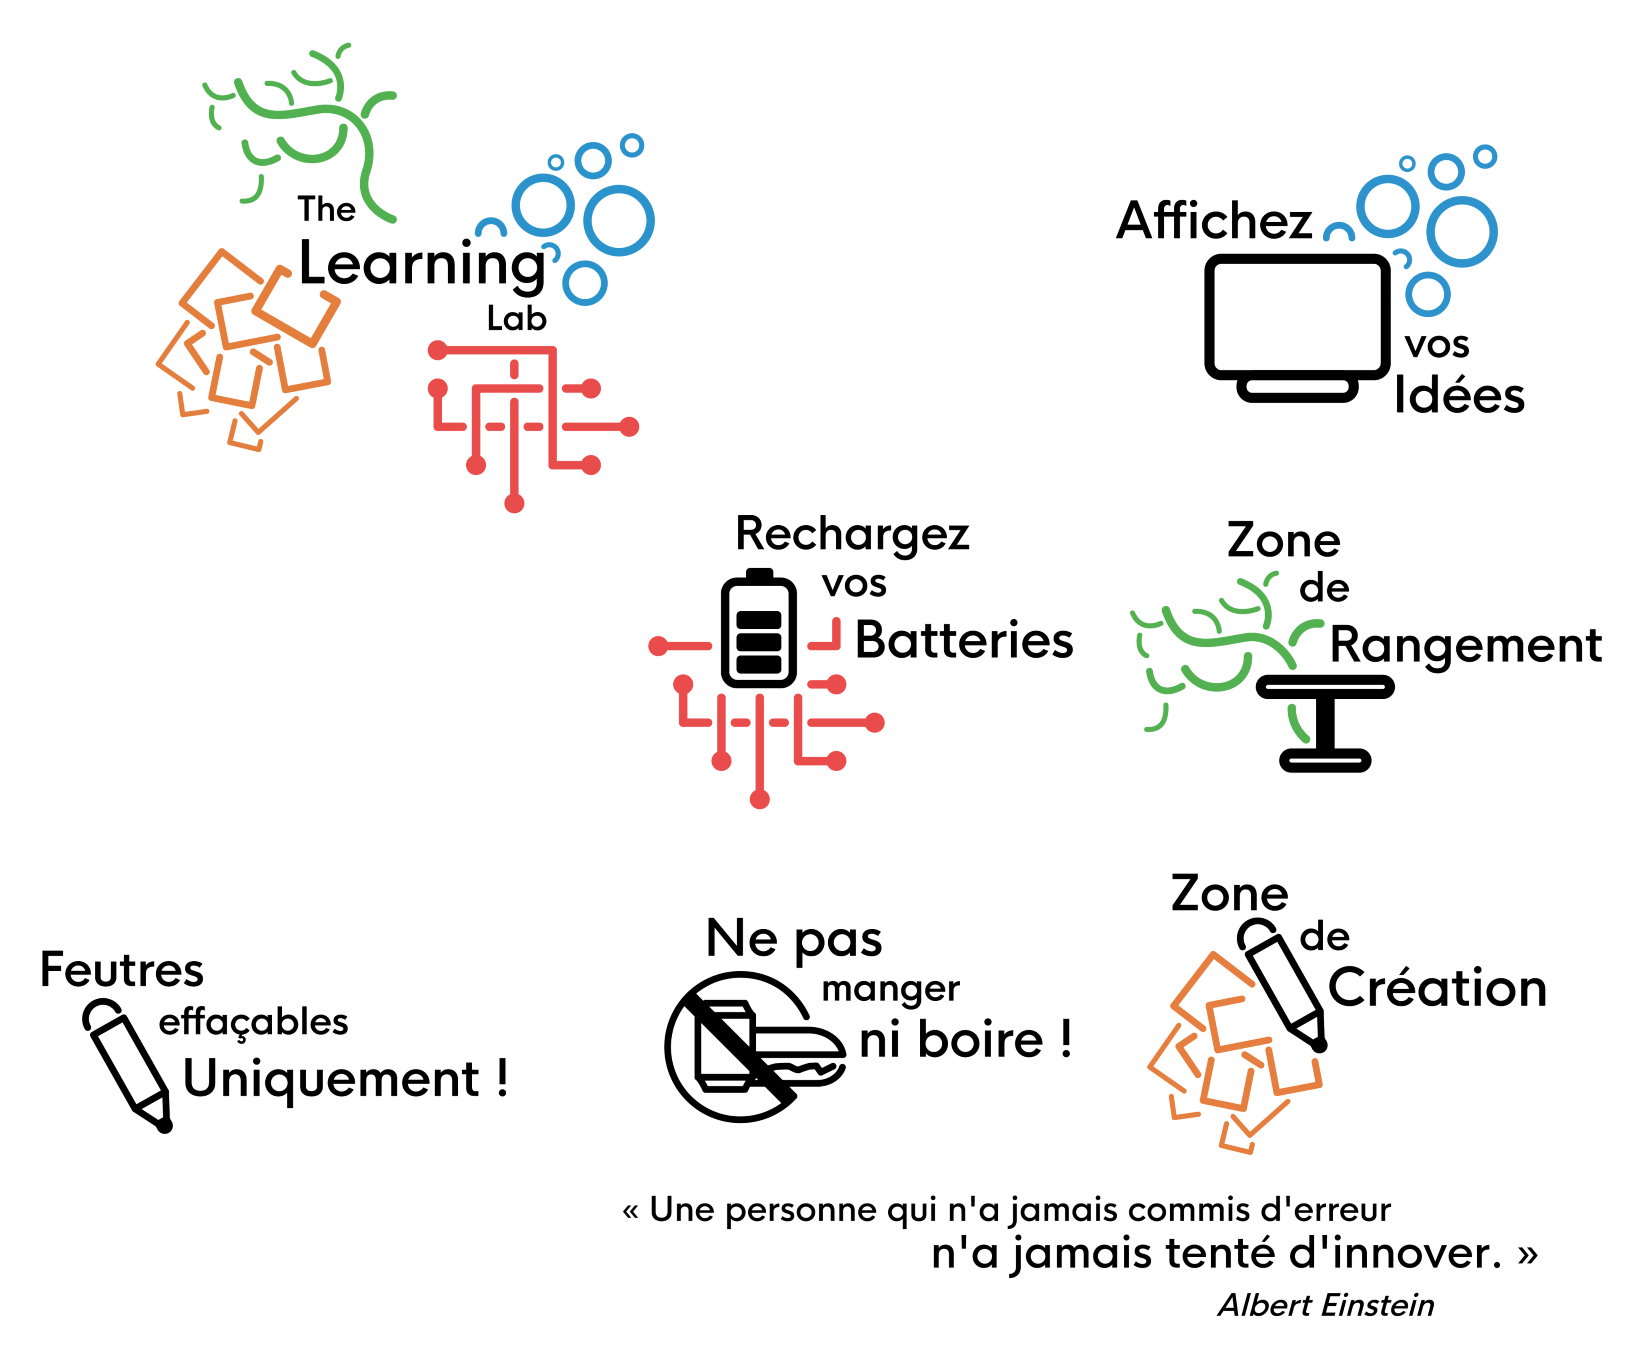 The
Learning
Lab
Affichez
vos
Idées
Rechargez
vos
Batteries
Zone
de
Rangement
Feutres
effaçables
Uniquement !
Ne pas
manger
ni boire !
Zone
de
Création
« Une personne qui n'a jamais commis d'erreur
n'a jamais tenté d'innover. »
Albert Einstein